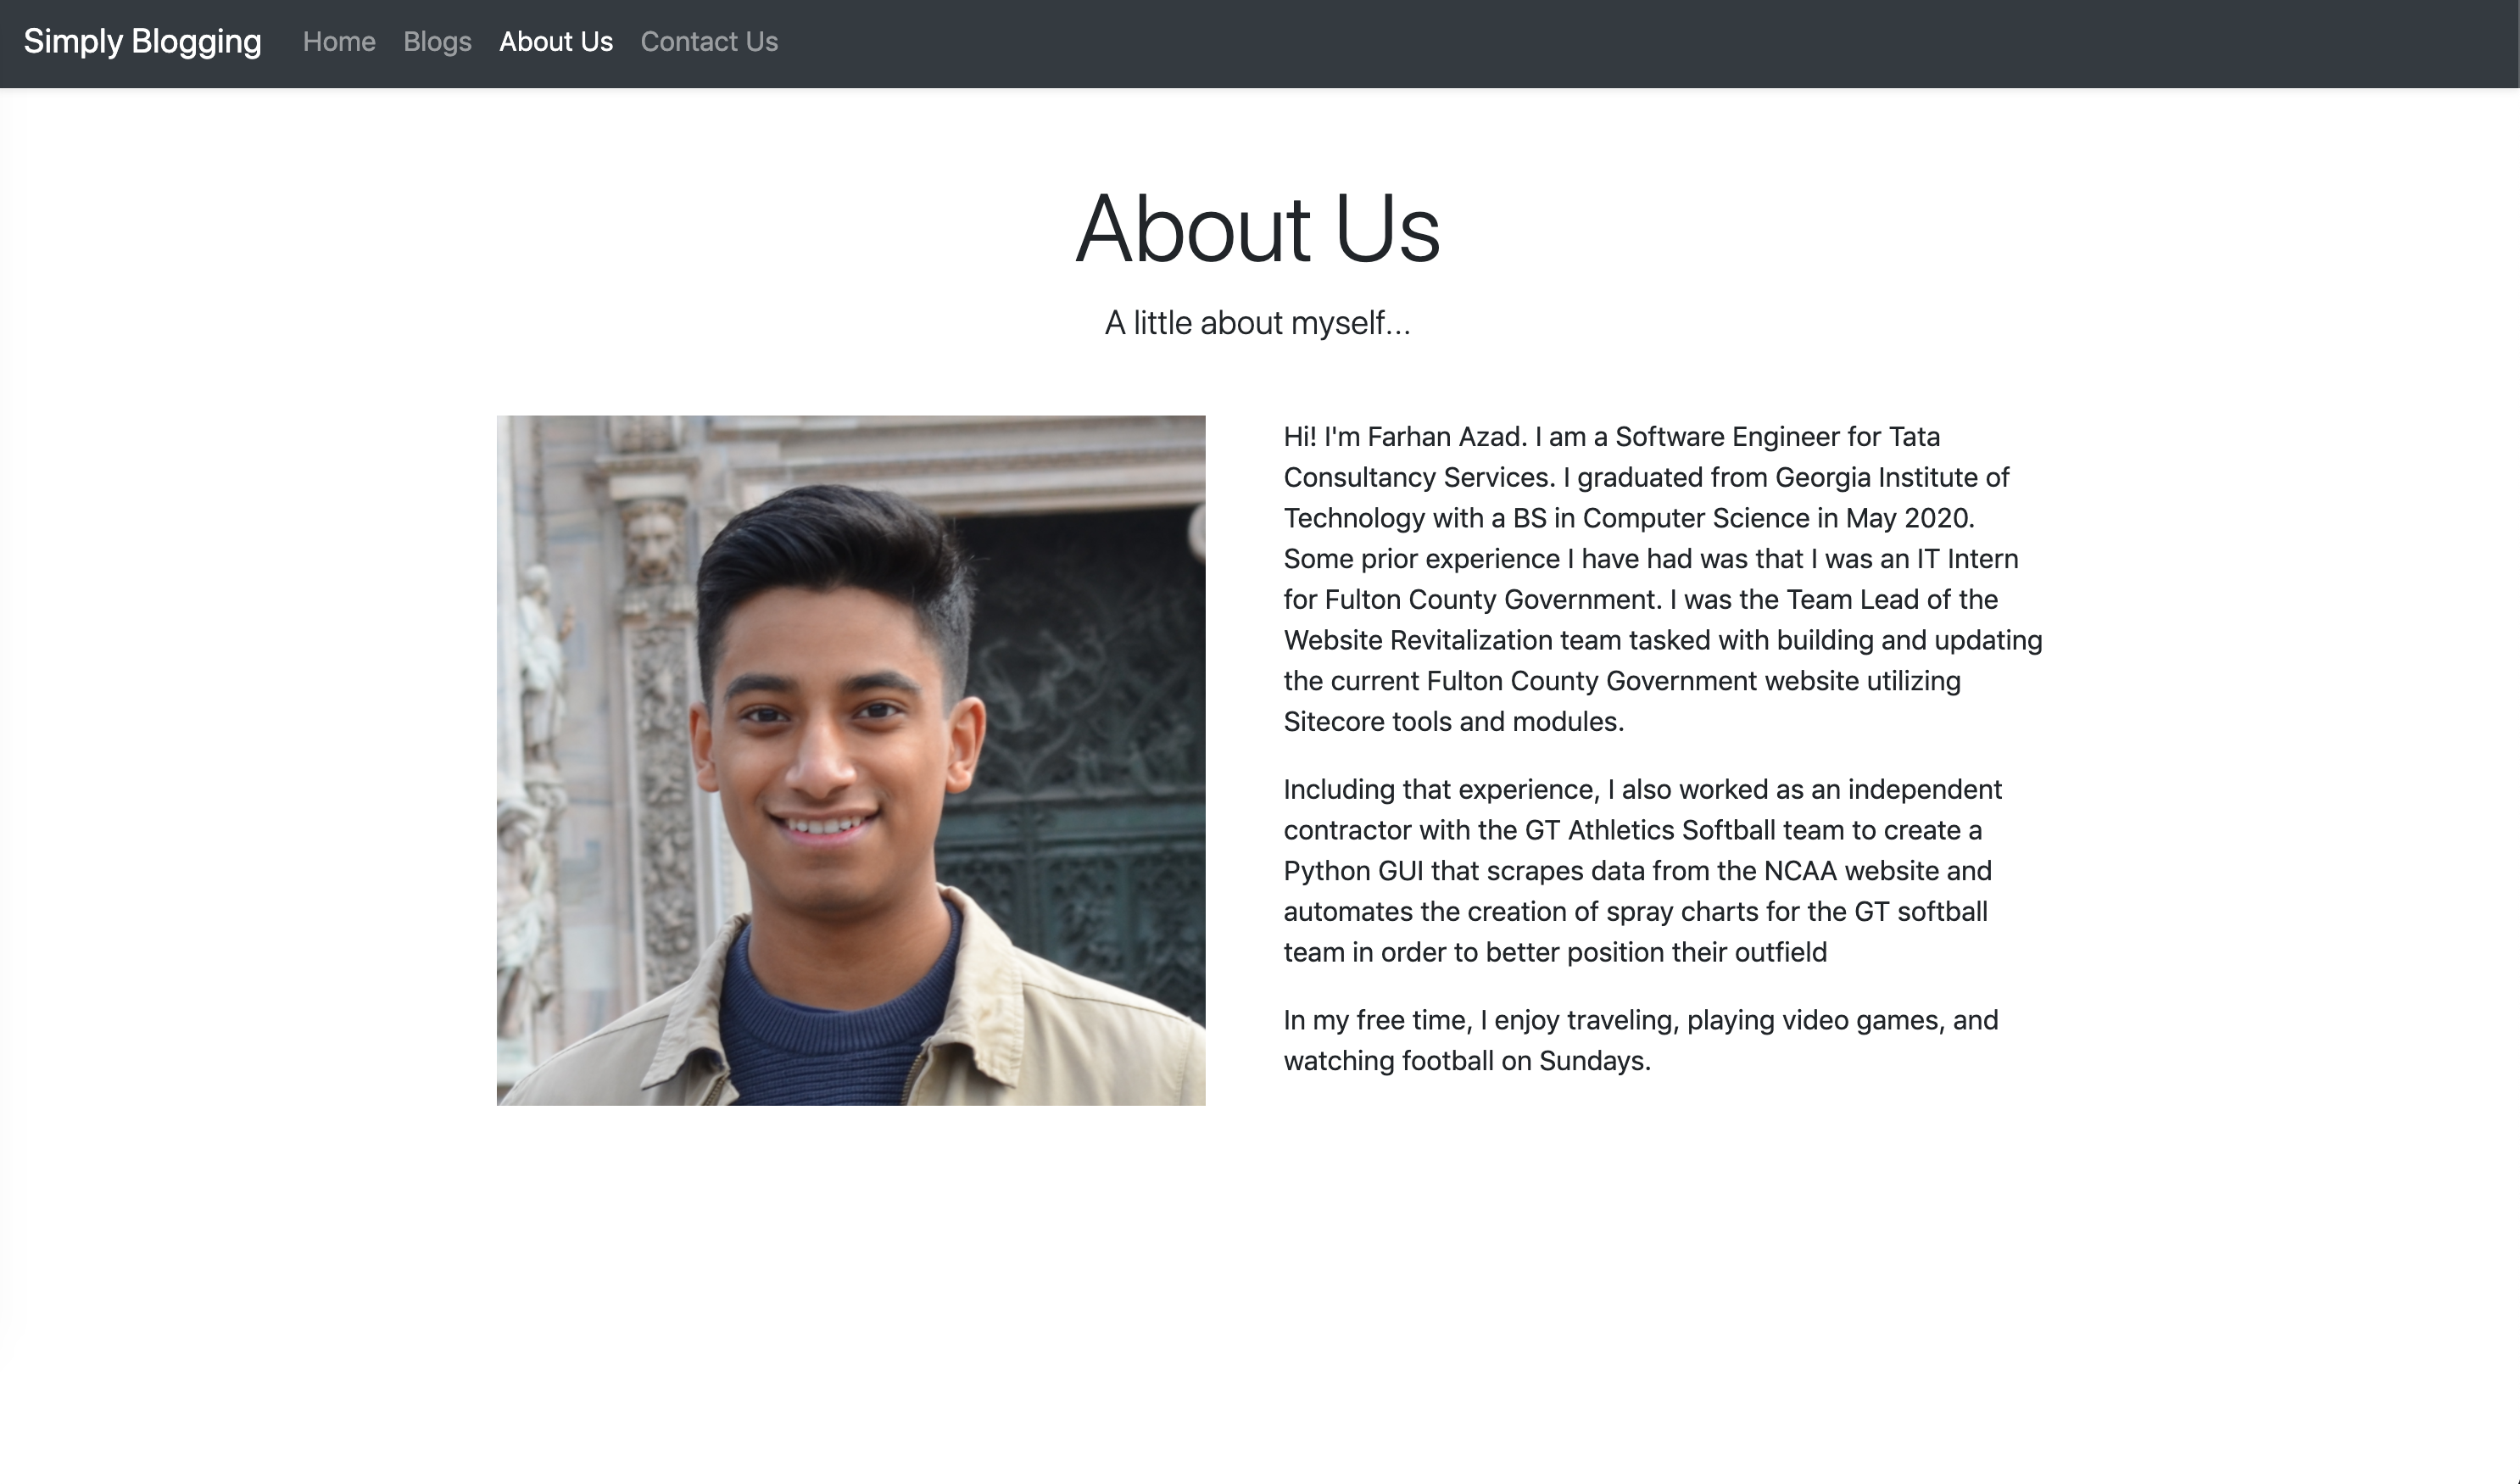 Simply Blogging Home Blogs About Us Contact Us
About Us
A little about myself...
Hi! I'm Farhan Azad. I am a Software Engineer for Tata
Consultancy Services. I graduated from Georgia Institute of
Technology with a BS in Computer Science in May 2020.
Some prior experience I have had was that I was an IT Intern
for Fulton County Government. I was the Team Lead of the
Website Revitalization team tasked with building and updating
the current Fulton County Government website utilizing
Sitecore tools and modules.
Including that experience, I also worked as an independent
contractor with the GT Athletics Softball team to create a
Python GUI that scrapes data from the NCAA website and
automates the creation of spray charts for the GT softball
team in order to better position their outfield
In my free time, I enjoy traveling, playing video games, and
watching football on Sundays.